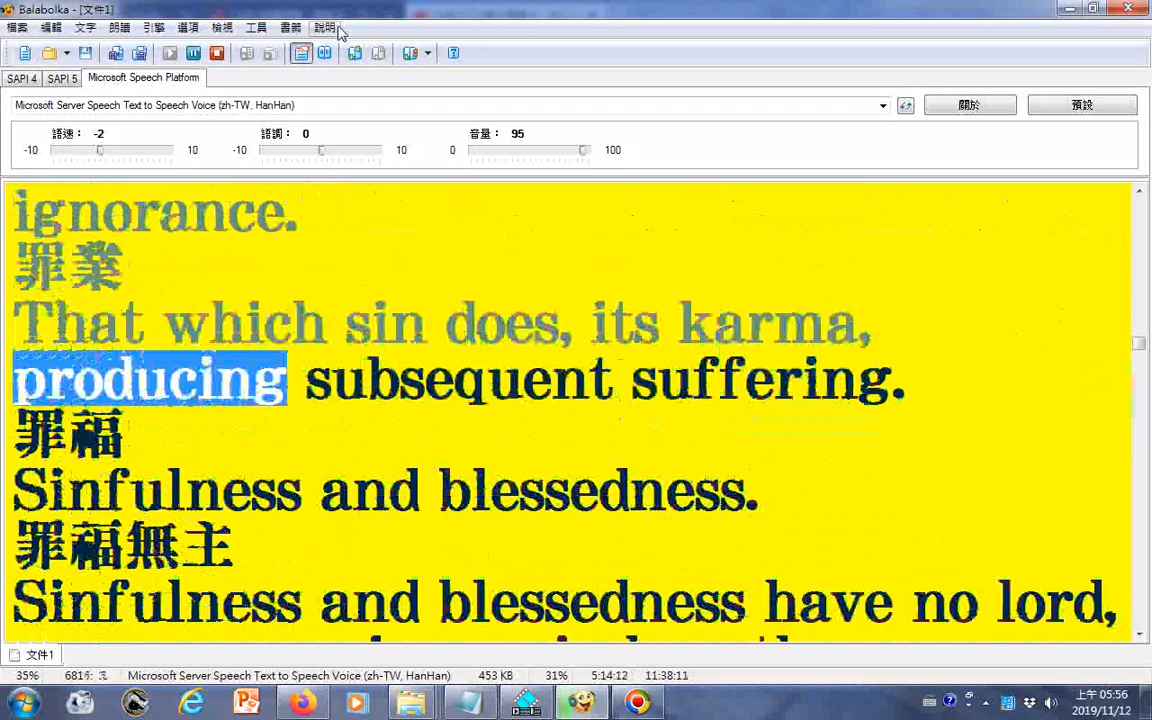 Balabolka - [文件1]
檔案 編輯 文字 朗讀 引擎 選項 檢視 工具 書籤 說明
SAPI 4 SAPI 5 Microsoft Speech Platform
Microsoft Server Speech Text to Speech Voice (zh-TW, HanHan) 關於 預設
語速： -2 語調： 0 音量： 95
-10 10 -10 10 0 100
ignorance.
罪業
That which sin does, its karma,
producing subsequent suffering.
罪福
Sinfulness and blessedness.
罪福無主
Sinfulness and blessedness have no lord,
文件1
35% Microsoft Server Speech Text to Speech Voice (zh-TW, HanHan) 453 KB 31% 5:14:12 11:38:11
上午 05:56
2019/11/12